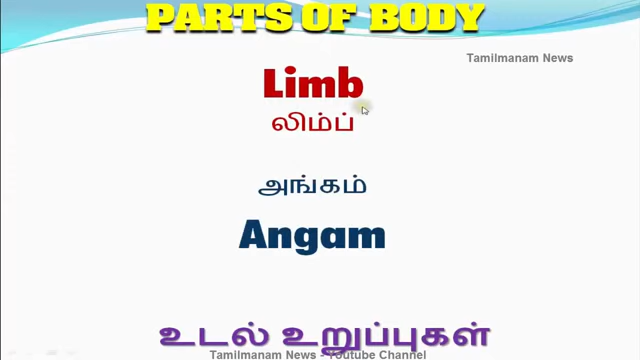 PARTS OF BODY
Tamilmanam News
Limb
லிம்ப்
அங்கம்
Angam
உடல் உறுப்புகள்
Tamilmanam News - Youtube Channel